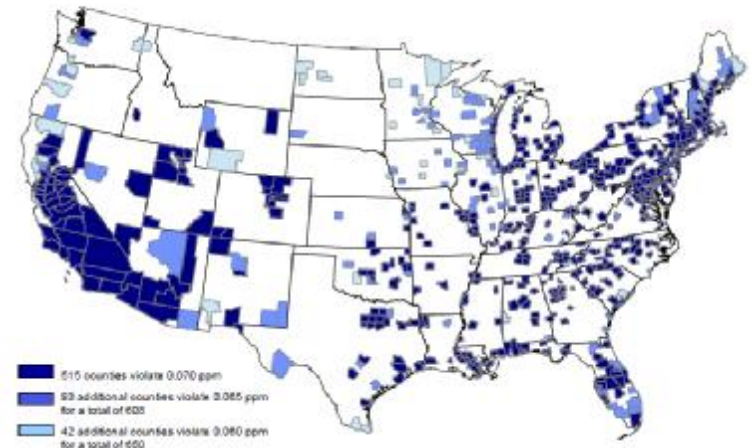 515 counties violate 0.070 ppm
93 additional counties violate 0.065 ppm
for a total of 608
42 additional counties violate 0.060 ppm
for a total of 650